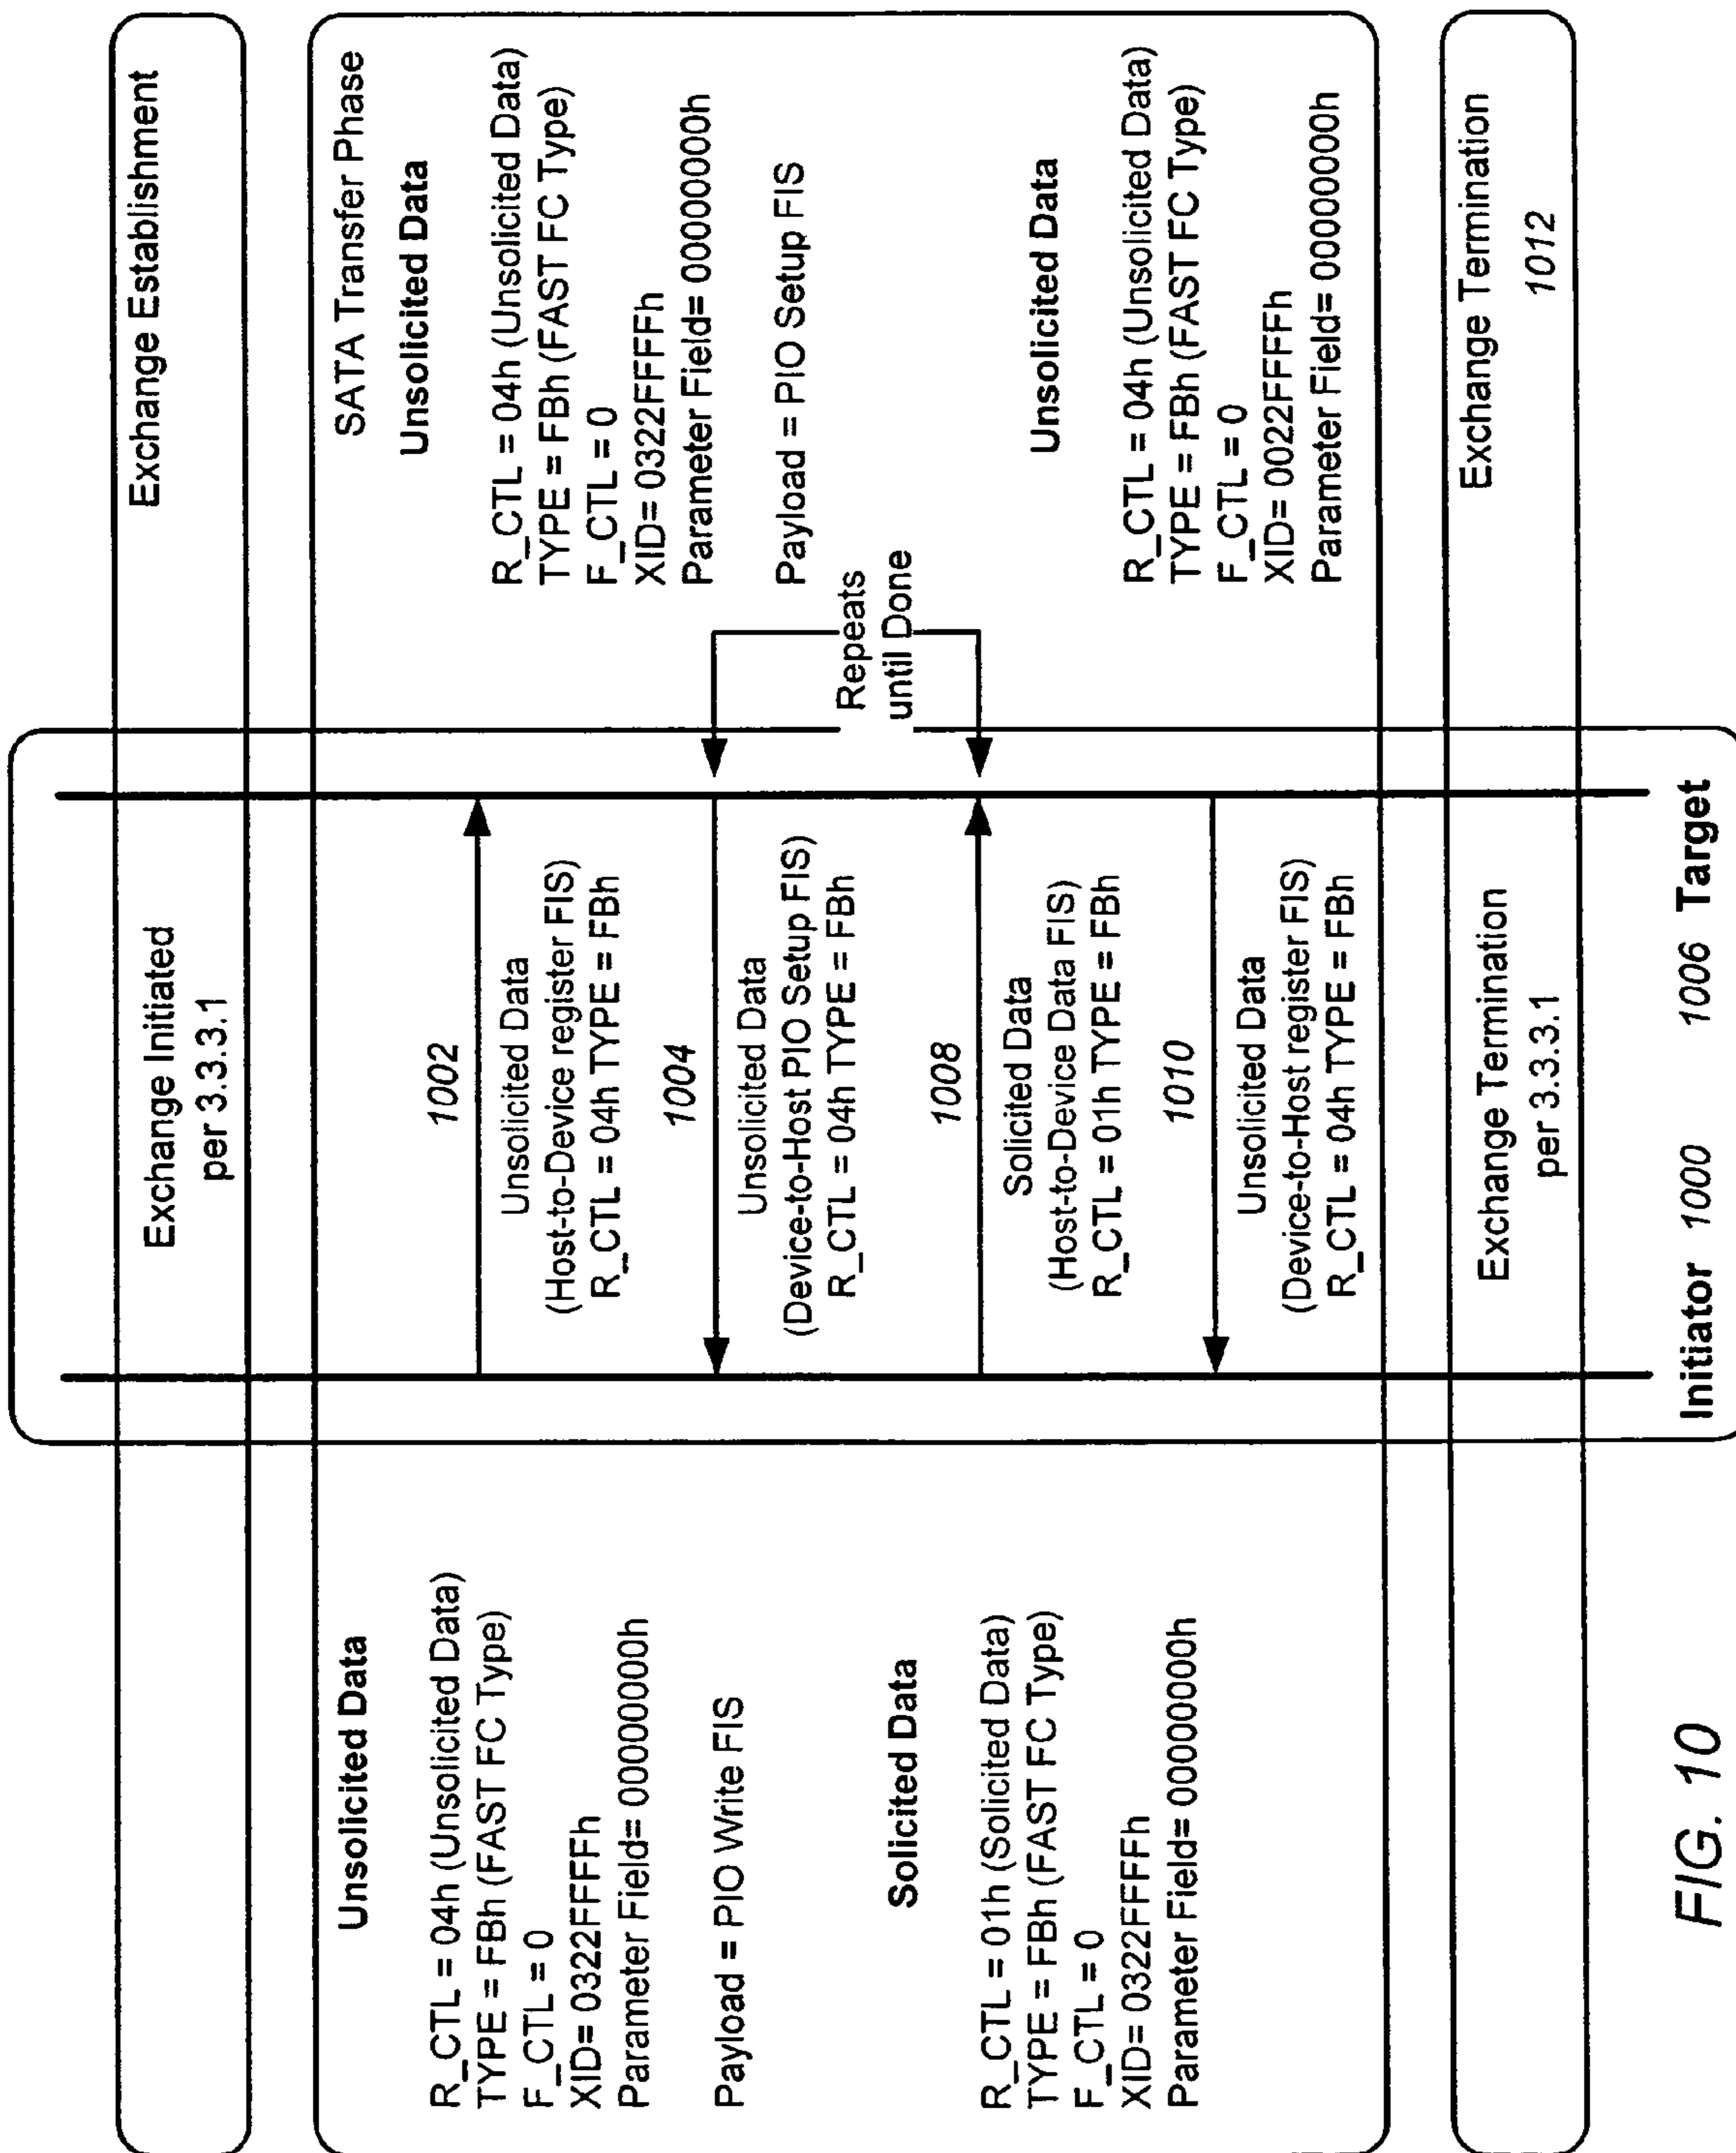 Exchange Initiated
per 3.3.3.1
Exchange Establishment
SATA Transfer Phase
Unsolicited Data
R_CTL = 04h (Unsolicited Data)
TYPE = FBh (FAST FC Type)
F_CTL = 0
XID= 0322FFFFh
Parameter Field= 00000000h
Payload = PIO Write FIS
Solicited Data
R_CTL = 01h (Solicited Data)
TYPE = FBh (FAST FC Type)
F_CTL = 0
XID= 0322FFFFh
Parameter Field= 00000000h
1002
Unsolicited Data
(Host-to-Device register FIS)
R_CTL = 04h TYPE = FBh
1004
Unsolicited Data
(Device-to-Host PIO Setup FIS)
R_CTL = 04h TYPE = FBh
1008
Solicited Data
(Host-to-Device Data FIS)
R_CTL = 01h TYPE = FBh
1010
Unsolicited Data
(Device-to-Host register FIS)
R_CTL = 04h TYPE = FBh
Repeats
until Done
Unsolicited Data
R_CTL = 04h (Unsolicited Data)
TYPE = FBh (FAST FC Type)
F_CTL = 0
XID= 0322FFFFh
Parameter Field= 00000000h
Payload = PIO Setup FIS
Unsolicited Data
R_CTL = 04h (Unsolicited Data)
TYPE = FBh (FAST FC Type)
F_CTL = 0
XID= 0022FFFFh
Parameter Field= 00000000h
Exchange Termination
per 3.3.3.1
Exchange Termination
1012
Initiator 1000
1006 Target
FIG. 10